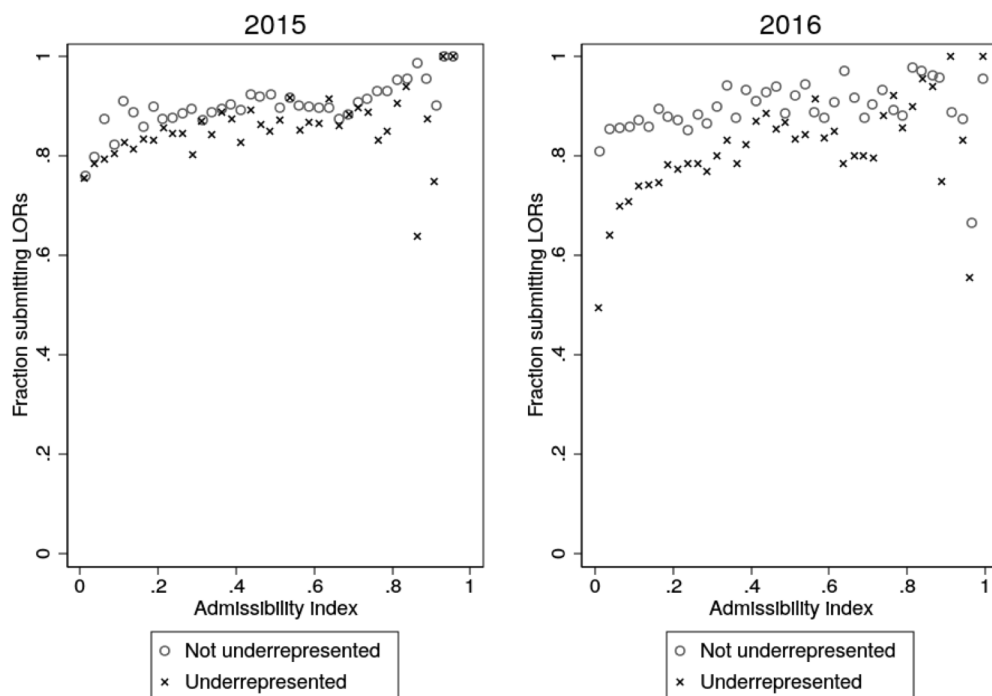 2015
Fraction submitting LORs
1
.8
.6
.4
.2
0
0 .2 .4 .6 .8 1
Admissibility Index
Not underrepresented
Underrepresented
2016
Fraction submitting LORs
1
.8
.6
.4
.2
0
0 .2 .4 .6 .8 1
Admissibility Index
Not underrepresented
Underrepresented